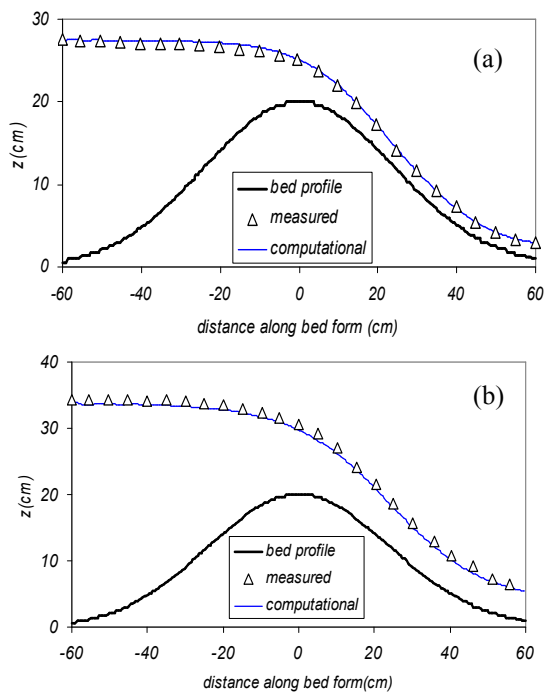 30
(a)
20
z(cm)
10
bed profile
measured
computational
0
-60 -40 -20 0 20 40 60
distance along bed form (cm)
40
(b)
30
z(cm)
20
10
bed profile
measured
computational
0
-60 -40 -20 0 20 40 60
distance along bed form(cm)